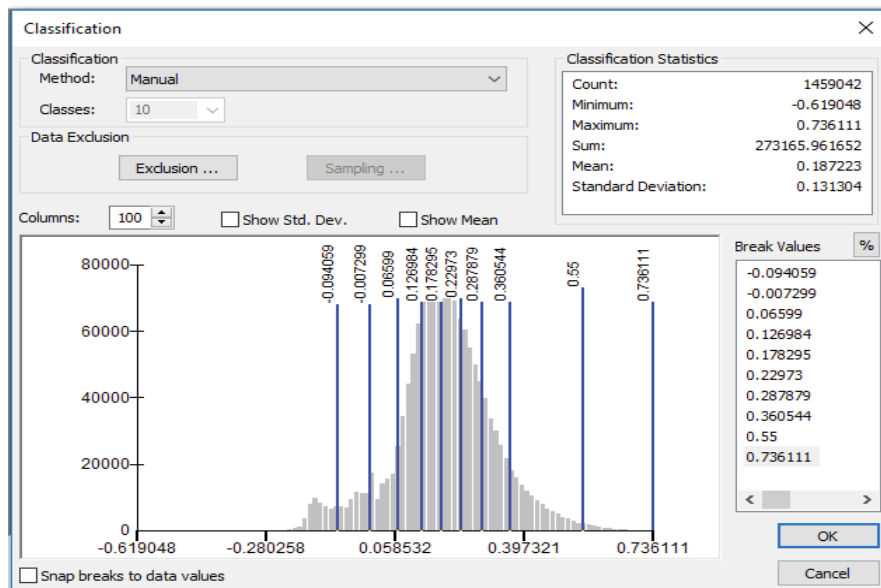 Classification
Classification
Method: Manual
Classes: 10
Data Exclusion
Exclusion ... Sampling ...
Classification Statistics
Count: 1459042
Minimum: -0.619048
Maximum: 0.736111
Sum: 273165.961652
Mean: 0.187223
Standard Deviation: 0.131304
Columns: 100 Show Std. Dev. Show Mean
Break Values %
-0.094059
-0.007299
0.06599
0.126984
0.178295
0.22973
0.287879
0.360544
0.55
0.736111
80000
60000
40000
20000
0
-0.094059
-0.007299
0.06599
0.126984
0.178295
0.22973
0.287879
0.360544
0.55
0.736111
-0.619048 -0.280258 0.058532 0.397321 0.736111
Snap breaks to data values
OK
Cancel